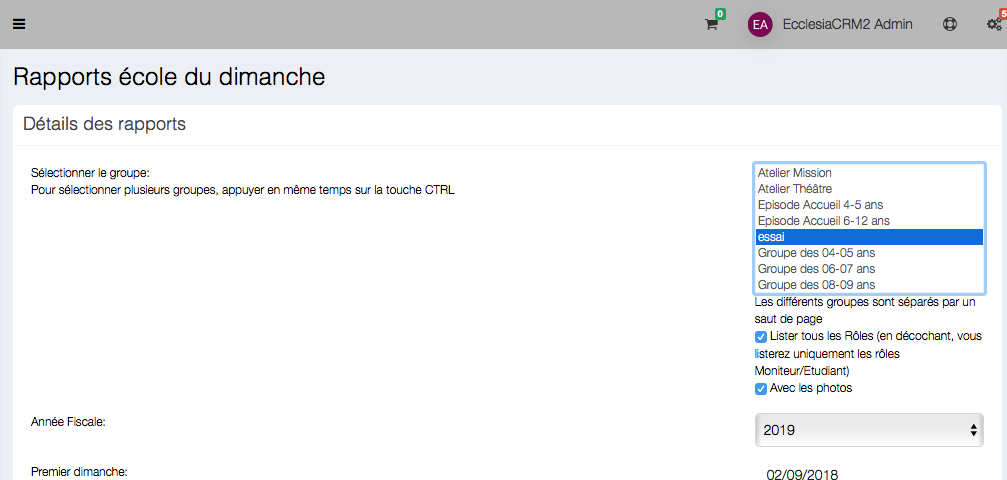 0
EA
EcclesiaCRM2 Admin
5
Rapports école du dimanche
Détails des rapports
Sélectionner le groupe:
Pour sélectionner plusieurs groupes, appuyer en même temps sur la touche CTRL
Atelier Mission
Atelier Théâtre
Episode Accueil 4-5 ans
Episode Accueil 6-12 ans
essai
Groupe des 04-05 ans
Groupe des 06-07 ans
Groupe des 08-09 ans
Les différents groupes sont séparés par un
saut de page
Lister tous les Rôles (en décochant, vous
listerez uniquement les rôles
Moniteur/Etudiant)
Avec les photos
Année Fiscale:
2019
Premier dimanche:
02/09/2018